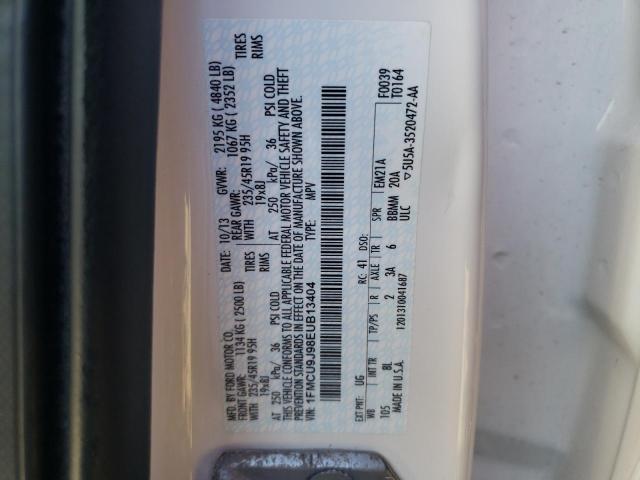 MFD. BY FORD MOTOR CO.
DATE: 10/13 GVWR: 2195 KG ( 4840 LB)
FRONT GAWR: 1134 KG ( 2500 LB) REAR GAWR: 1067 KG ( 2352 LB)
WITH 235/45R19 95H TIRES WITH 235/45R19 95H TIRES
19x8J RIMS 19x8J RIMS
AT 250 kPa/ 36 PSI COLD AT 250 kPa/ 36 PSI COLD
THIS VEHICLE CONFORMS TO ALL APPLICABLE FEDERAL MOTOR VEHICLE SAFETY AND THEFT
PREVENTION STANDARDS IN EFFECT ON THE DATE OF MANUFACTURE SHOWN ABOVE.
VIN: 1FMCU9J98EUB13404 TYPE: MPV
F0039
T0164
EXT PNT: UG RC: 41 DSO:
WB INT TR TP/PS R AXLE TR SPR EM21A
105 BL 2 3A 6 BBMM 20A
MADE IN U.S.A. ULC
1201310041687 5U5A-3520472-AA